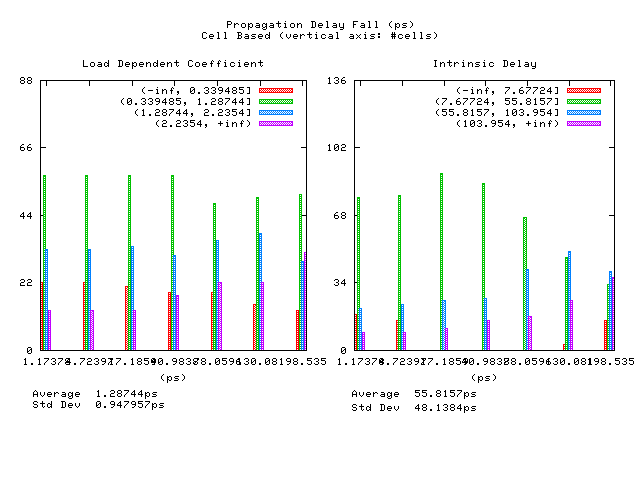 Propagation Delay Fall (ps)
Cell Based (vertical axis: #cells)
Load Dependent Coefficient
88
66
44
22
0
(-inf, 0.339485]
(0.339485, 1.28744]
(1.28744, 2.2354]
(2.2354, +inf)
(ps)
Average 1.28744ps
Std Dev 0.947957ps
Intrinsic Delay
136
102
68
34
0
(-inf, 7.67724]
(7.67724, 55.8157]
(55.8157, 103.954]
(103.954, +inf)
198.535
(ps)
Average 55.8157ps
Std Dev 48.1384ps